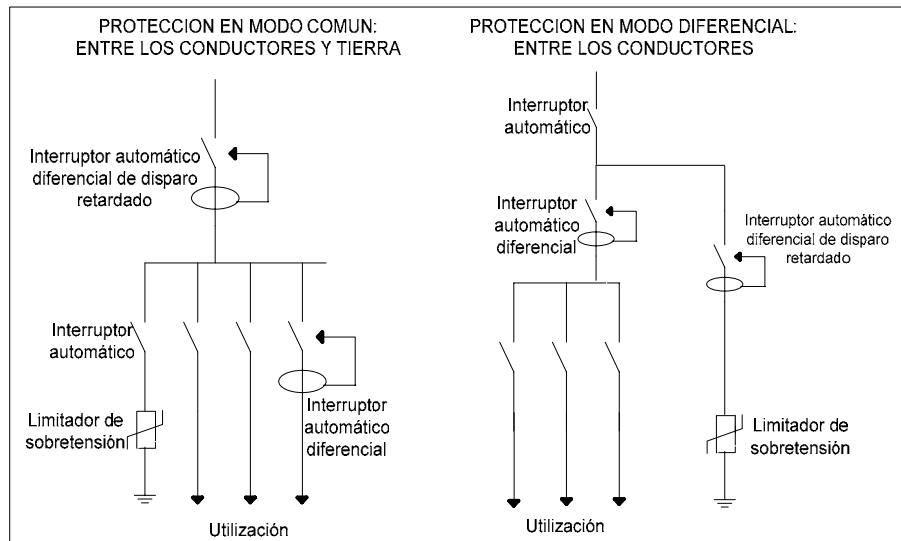 PROTECCION EN MODO COMUN:
ENTRE LOS CONDUCTORES Y TIERRA
Interruptor automático
diferencial de disparo
retardado
Interruptor
automático
Limitador de
sobretensión
Interruptor
automático
diferencial
Utilización
PROTECCION EN MODO DIFERENCIAL:
ENTRE LOS CONDUCTORES
Interruptor
automático
Interruptor
automático
diferencial
Interruptor automático
diferencial de disparo
retardado
Limitador de
sobretensión
Utilización